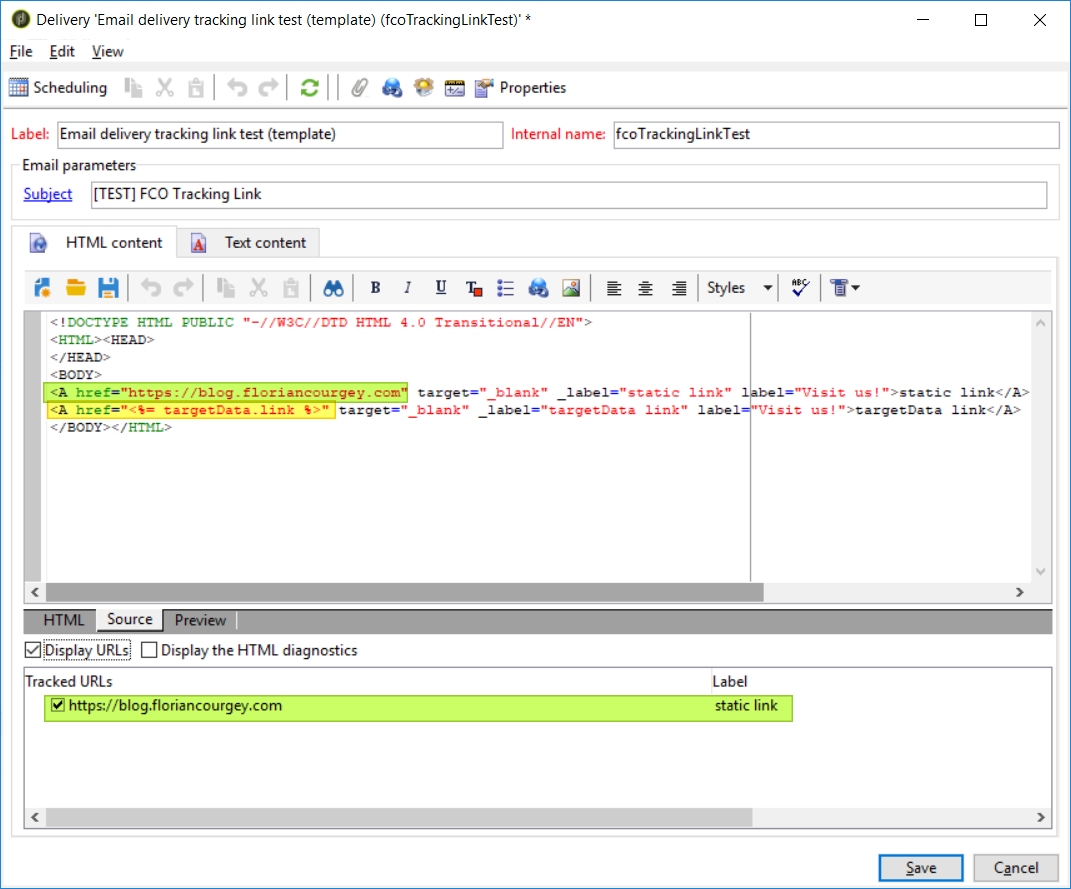 Delivery 'Email delivery tracking link test (template) (fcoTrackingLinkTest)' *
File Edit View
Scheduling Properties
Label: Email delivery tracking link test (template) Internal name: fcoTrackingLinkTest
Email parameters
Subject [TEST] FCO Tracking Link
HTML content Text content
B I U T Styles ABC
<!DOCTYPE HTML PUBLIC "-//W3C//DTD HTML 4.0 Transitional//EN">
<HTML><HEAD>
</HEAD>
<BODY>
<A href="https://blog.floriancourgey.com" target="_blank" _label="static link" label="Visit us!">static link</A>
<A href="<%= targetData.link %>" target="_blank" _label="targetData link" label="Visit us!">targetData link</A>
</BODY></HTML>
HTML Source Preview
Display URLs Display the HTML diagnostics
Tracked URLs Label
https://blog.floriancourgey.com static link
Save Cancel